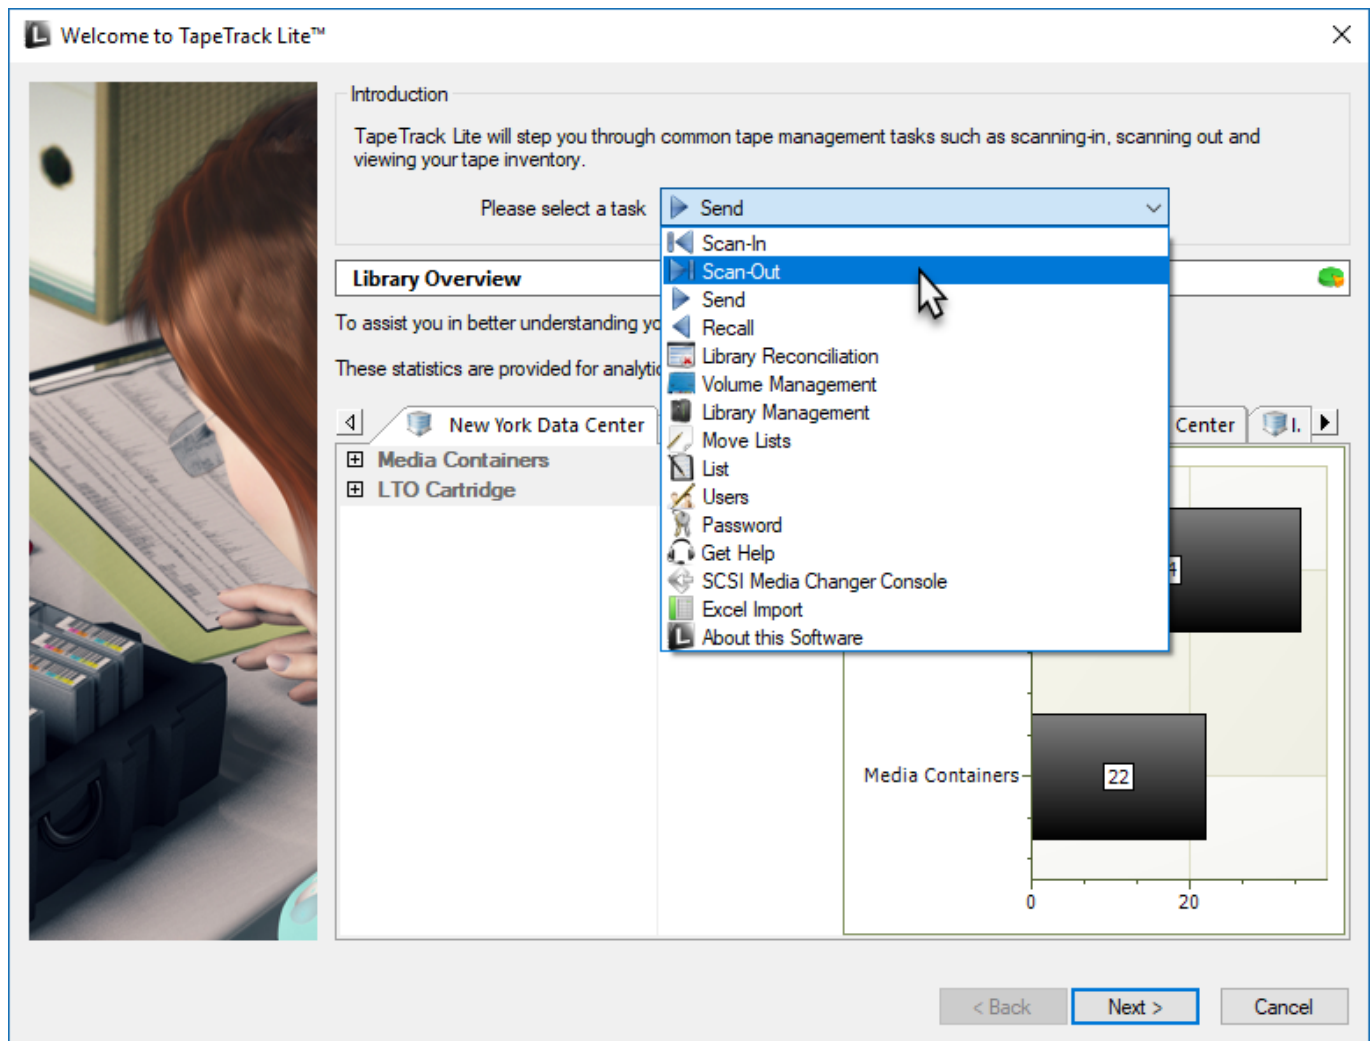 Welcome to TapeTrack Lite™
Introduction
TapeTrack Lite will step you through common tape management tasks such as scanning-in, scanning out and
viewing your tape inventory.
Please select a task
Send
Scan-In
Scan-Out
Send
Recall
Library Reconciliation
Volume Management
Library Management
Move Lists
List
Users
Password
Get Help
SCSI Media Changer Console
Excel Import
About this Software
Library Overview
To assist you in better understanding
These statistics are provided for
New York Data Center
Center
I.
Media Containers
LTO Cartridge
4
Media Containers
22
0
20
< Back
Next >
Cancel